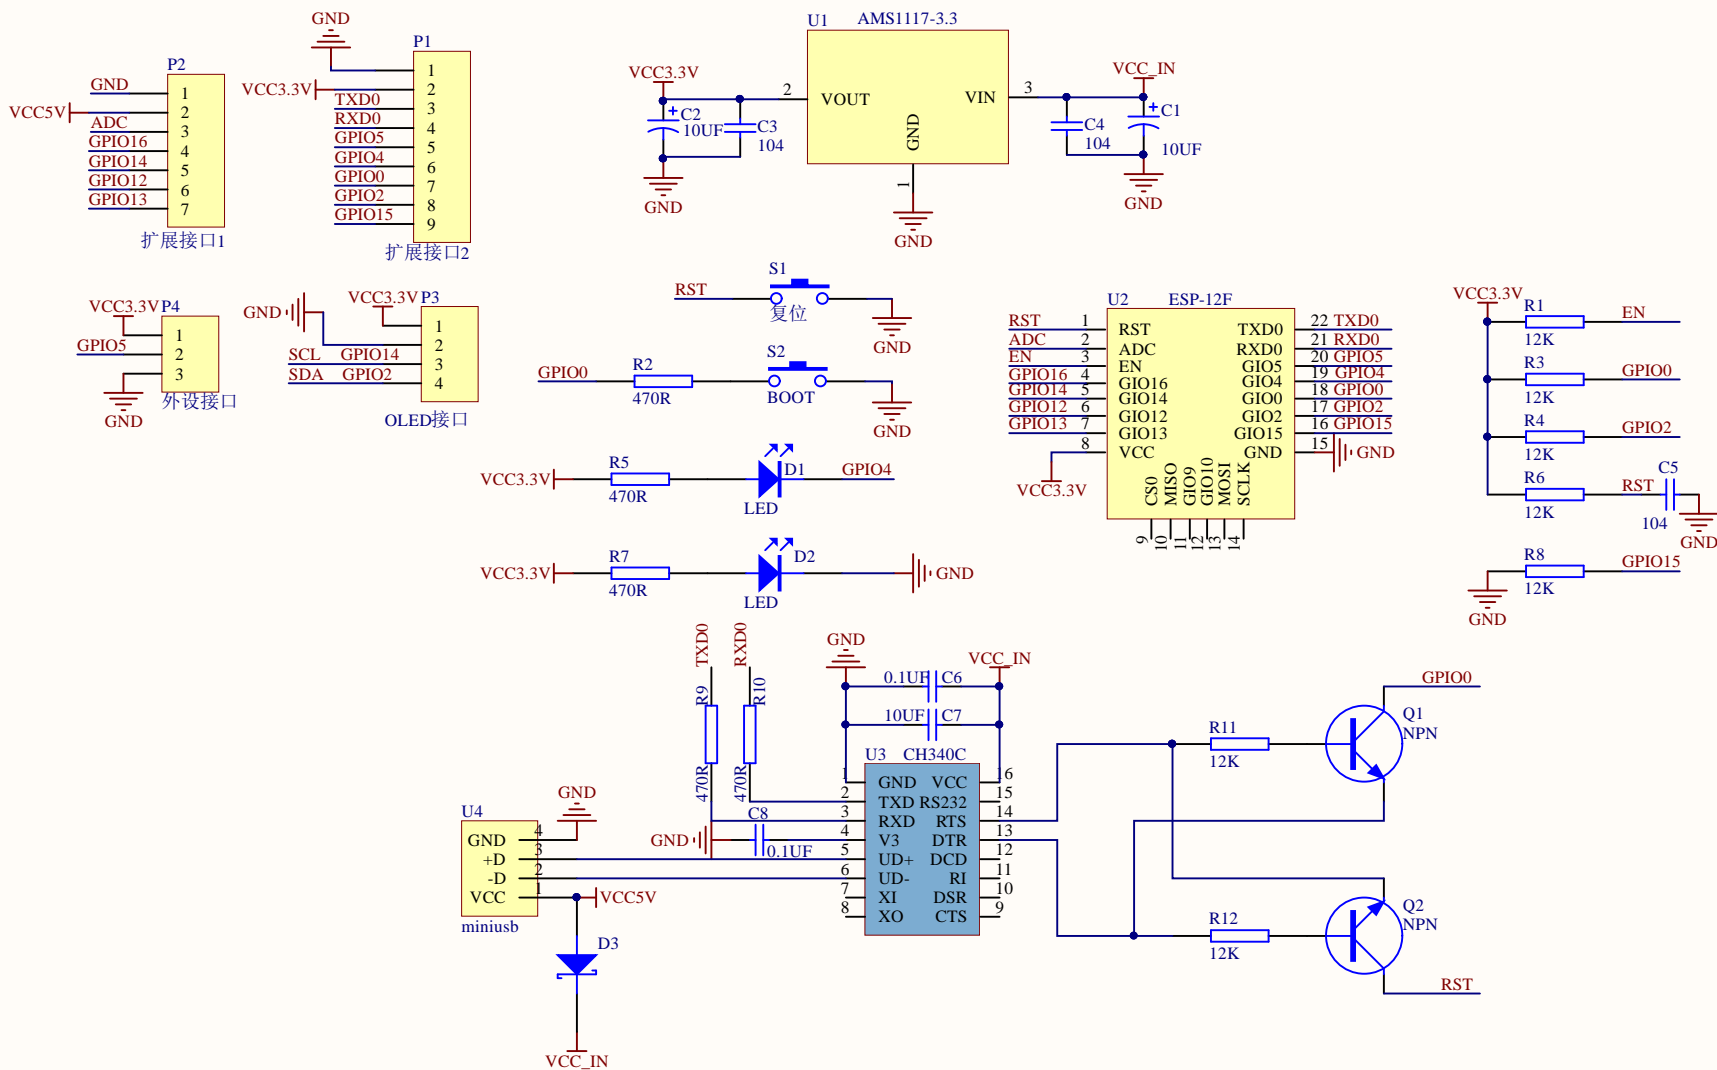 P2
GND 1
VCC5V 2
ADC 3
GPIO16 4
GPIO14 5
GPIO12 6
GPIO13 7
扩展接口1
GND
P1
1
VCC3.3V 2
TXD0 3
RXD0 4
GPIO5 5
GPIO4 6
GPIO0 7
GPIO2 8
GPIO15 9
扩展接口2
U1 AMS1117-3.3
VCC3.3V
2 VOUT
VIN 3
VCC_IN
GND
1
+ C2
10UF
C3
104
C4
104
+ C1
10UF
GND
GND
GND
VCC3.3V P4
1
GPIO5 2
3
GND
外设接口
GND
VCC3.3V P3
1
2
SCL GPIO14 3
SDA GPIO2 4
OLED接口
S1
RST
复位
GND
S2
GPIO0 R2
470R
BOOT
GND
VCC3.3V R5
470R
D1 GPIO4
LED
VCC3.3V R7
470R
D2
LED
GND
U2 ESP-12F
RST 1 RST
ADC 2 ADC
EN 3 EN
GPIO16 4 GIO16
GPIO14 5 GIO14
GPIO12 6 GIO12
GPIO13 7 GIO13
8 VCC
VCC3.3V
TXD0 22 TXD0
RXD0 21 RXD0
GIO5 20 GPIO5
GIO4 19 GPIO4
GIO0 18 GPIO0
GIO2 17 GPIO2
GIO15 16 GPIO15
GND 15 GND
CS0 9
MISO 10
GIO9 11
GIO10 12
MOSI 13
SCLK 14
VCC3.3V
R1 EN
12K
R3 GPIO0
12K
R4 GPIO2
12K
R6 RST C5
12K 104
GND
R8 GPIO15
12K
GND
TXD0
RXD0
R9
R10
470R
470R
GND
VCC_IN
0.1UF C6
10UF C7
U3 CH340C
1 GND
2 TXD
3 RXD
4 V3
5 UD+
6 UD-
7 XI
8 XO
VCC 16
RS232 15
RTS 14
DTR 13
DCD 12
RI 11
DSR 10
CTS 9
GND C8
0.1UF
GND
U4
GND 4
+D 3
-D 2
VCC 1
miniusb
VCC5V
D3
VCC_IN
R11
12K
GPIO0
Q1
NPN
R12
12K
Q2
NPN
RST